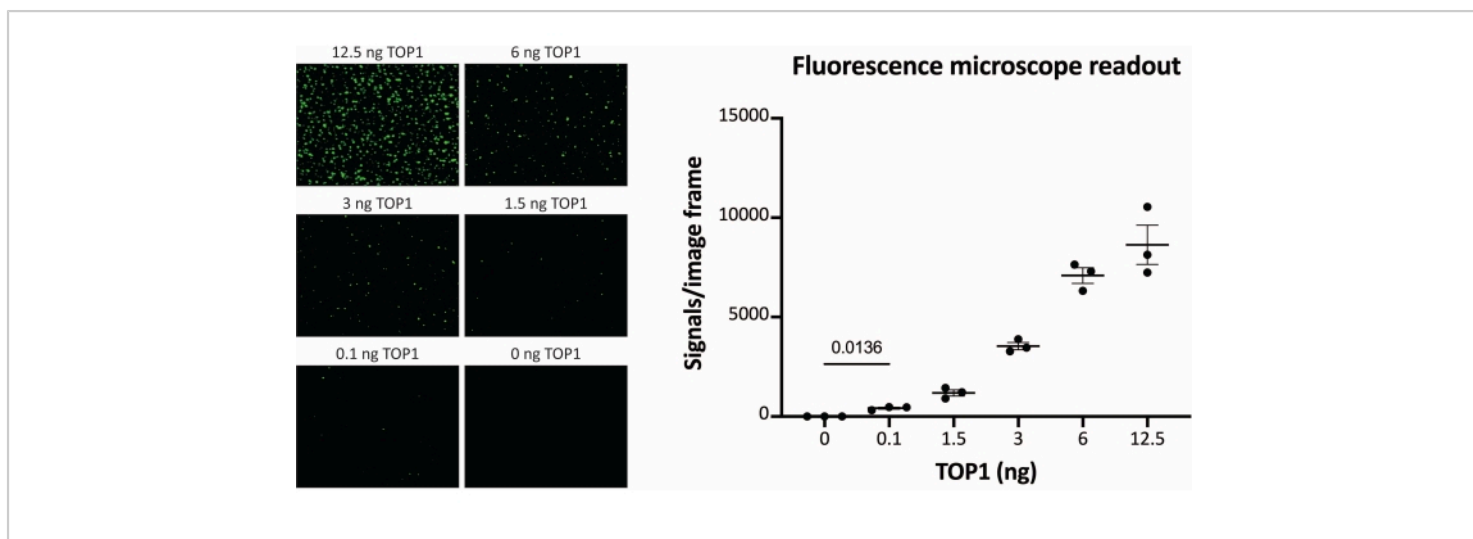 12.5 ng TOP1
6 ng TOP1
3 ng TOP1
1.5 ng TOP1
0.1 ng TOP1
0 ng TOP1
Fluorescence microscope readout
Signals/image frame
15000
10000
5000
0
0.0136
0 0.1 1.5 3 6 12.5
TOP1 (ng)